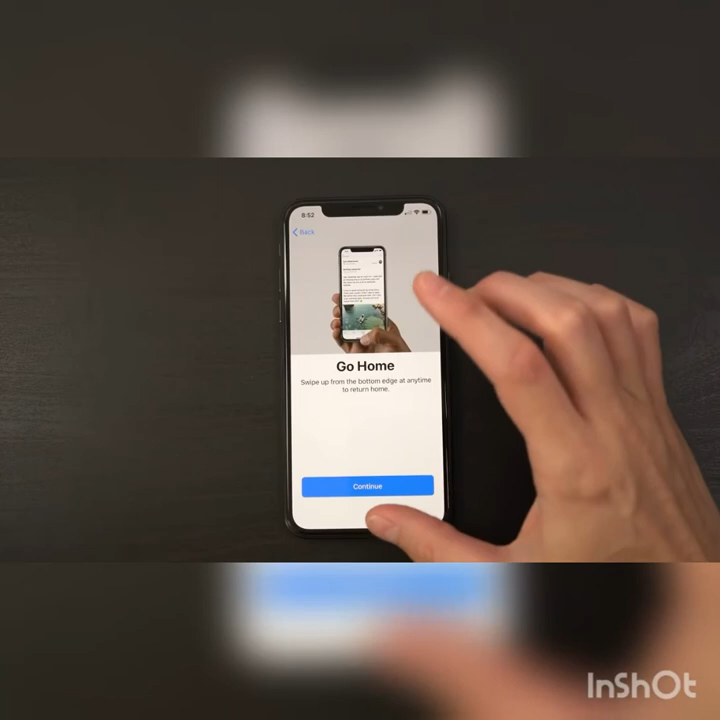 8:52
Back
Go Home
Swipe up from the bottom edge at anytime
to return home.
Continue
InShOt